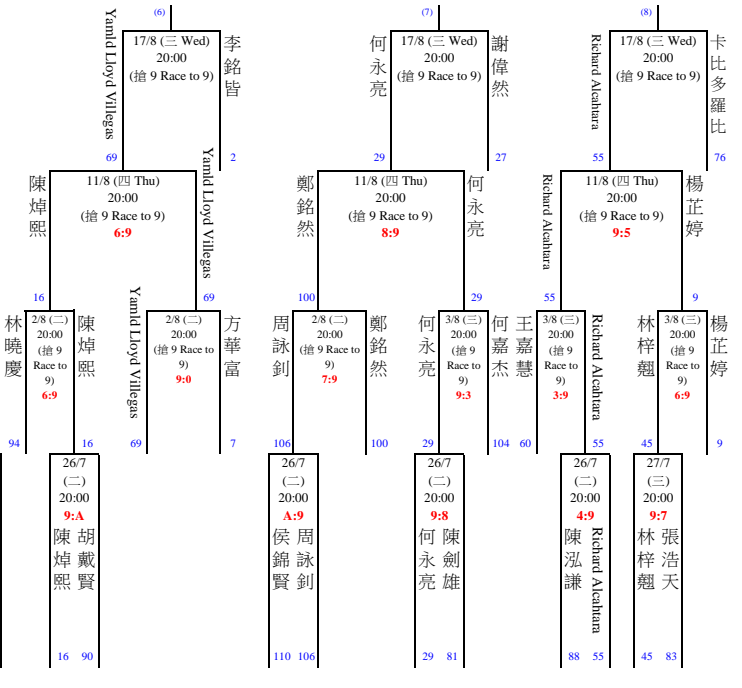 (6)
(7)
(8)
Yamld Lloyd Villegas
17/8 (三 Wed)
20:00
(搶 9 Race to 9)
李銘皆
69
2
何永亮
17/8 (三 Wed)
20:00
(搶 9 Race to 9)
謝偉然
29
27
Richard Alcahtara
17/8 (三 Wed)
20:00
(搶 9 Race to 9)
卡比多羅比
55
76
陳焯熙
11/8 (四 Thu)
20:00
(搶 9 Race to 9)
6:9
Yamld Lloyd Villegas
16
69
鄭銘然
11/8 (四 Thu)
20:00
(搶 9 Race to 9)
8:9
何永亮
100
29
Richard Alcahtara
11/8 (四 Thu)
20:00
(搶 9 Race to 9)
9:5
楊芷婷
55
9
林曉慶
2/8 (二)
20:00
(搶 9
Race to
9)
6:9
陳焯熙
94
16
Yamld Lloyd Villegas
2/8 (二)
20:00
(搶 9 Race to
9)
9:0
方華富
69
7
周詠釗
2/8 (二)
20:00
(搶 9 Race to
9)
7:9
鄭銘然
106
100
何永亮
3/8 (三)
20:00
(搶 9
Race to
9)
9:3
何嘉杰
29
104
王嘉慧
3/8 (三)
20:00
(搶 9
Race to
9)
3:9
Richard Alcahtara
60
55
林梓翹
3/8 (三)
20:00
(搶 9
Race to
9)
6:9
楊芷婷
45
9
26/7
(二)
20:00
9:A
陳焯熙
胡戴賢
16
90
26/7
(二)
20:00
A:9
侯錦賢
周詠釗
110
106
26/7
(二)
20:00
9:8
何永亮
陳劍雄
29
81
26/7
(二)
20:00
4:9
陳泓謙
Richard Alcahtara
88
55
27/7
(三)
20:00
9:7
林梓翹
張浩天
45
83